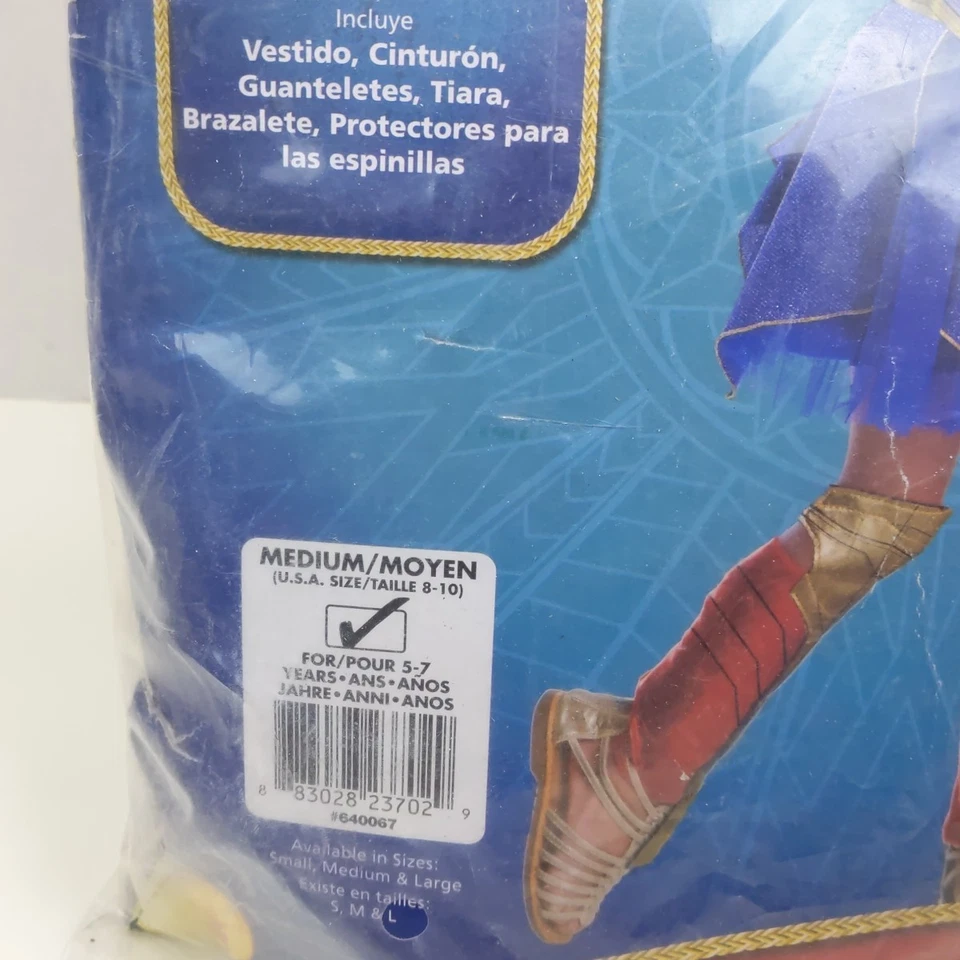 Incluye
Vestido, Cinturón,
Guanteletes, Tiara,
Brazalete, Protectores para
las espinillas
MEDIUM/MOYEN
(U.S.A. SIZE/TAILLE 8-10)
FOR/POUR 5-7
YEARS•ANS•AÑOS
JAHRE•ANNI•ANOS
8 83028 23702 9
#640067
Available in Sizes:
Small, Medium & Large
Existe en tailles:
S, M & L